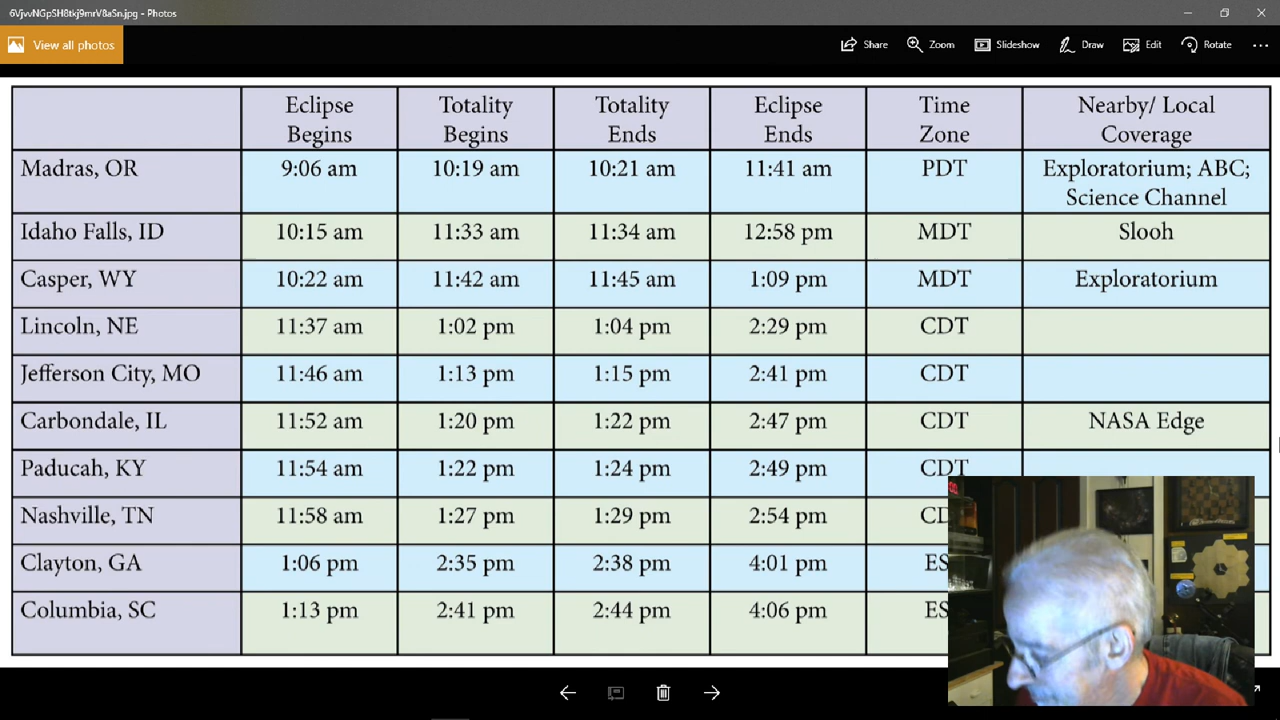 6VjvvNGpSH8tkj9mrV8aSn.jpg - Photos
View all photos
Share
Zoom
Slideshow
Draw
Edit
Rotate
Eclipse Begins Totality Begins Totality Ends Eclipse Ends Time Zone Nearby/ Local Coverage
Madras, OR 9:06 am 10:19 am 10:21 am 11:41 am PDT Exploratorium; ABC; Science Channel
Idaho Falls, ID 10:15 am 11:33 am 11:34 am 12:58 pm MDT Slooh
Casper, WY 10:22 am 11:42 am 11:45 am 1:09 pm MDT Exploratorium
Lincoln, NE 11:37 am 1:02 pm 1:04 pm 2:29 pm CDT
Jefferson City, MO 11:46 am 1:13 pm 1:15 pm 2:41 pm CDT
Carbondale, IL 11:52 am 1:20 pm 1:22 pm 2:47 pm CDT NASA Edge
Paducah, KY 11:54 am 1:22 pm 1:24 pm 2:49 pm CDT
Nashville, TN 11:58 am 1:27 pm 1:29 pm 2:54 pm
Clayton, GA 1:06 pm 2:35 pm 2:38 pm 4:01 pm
Columbia, SC 1:13 pm 2:41 pm 2:44 pm 4:06 pm